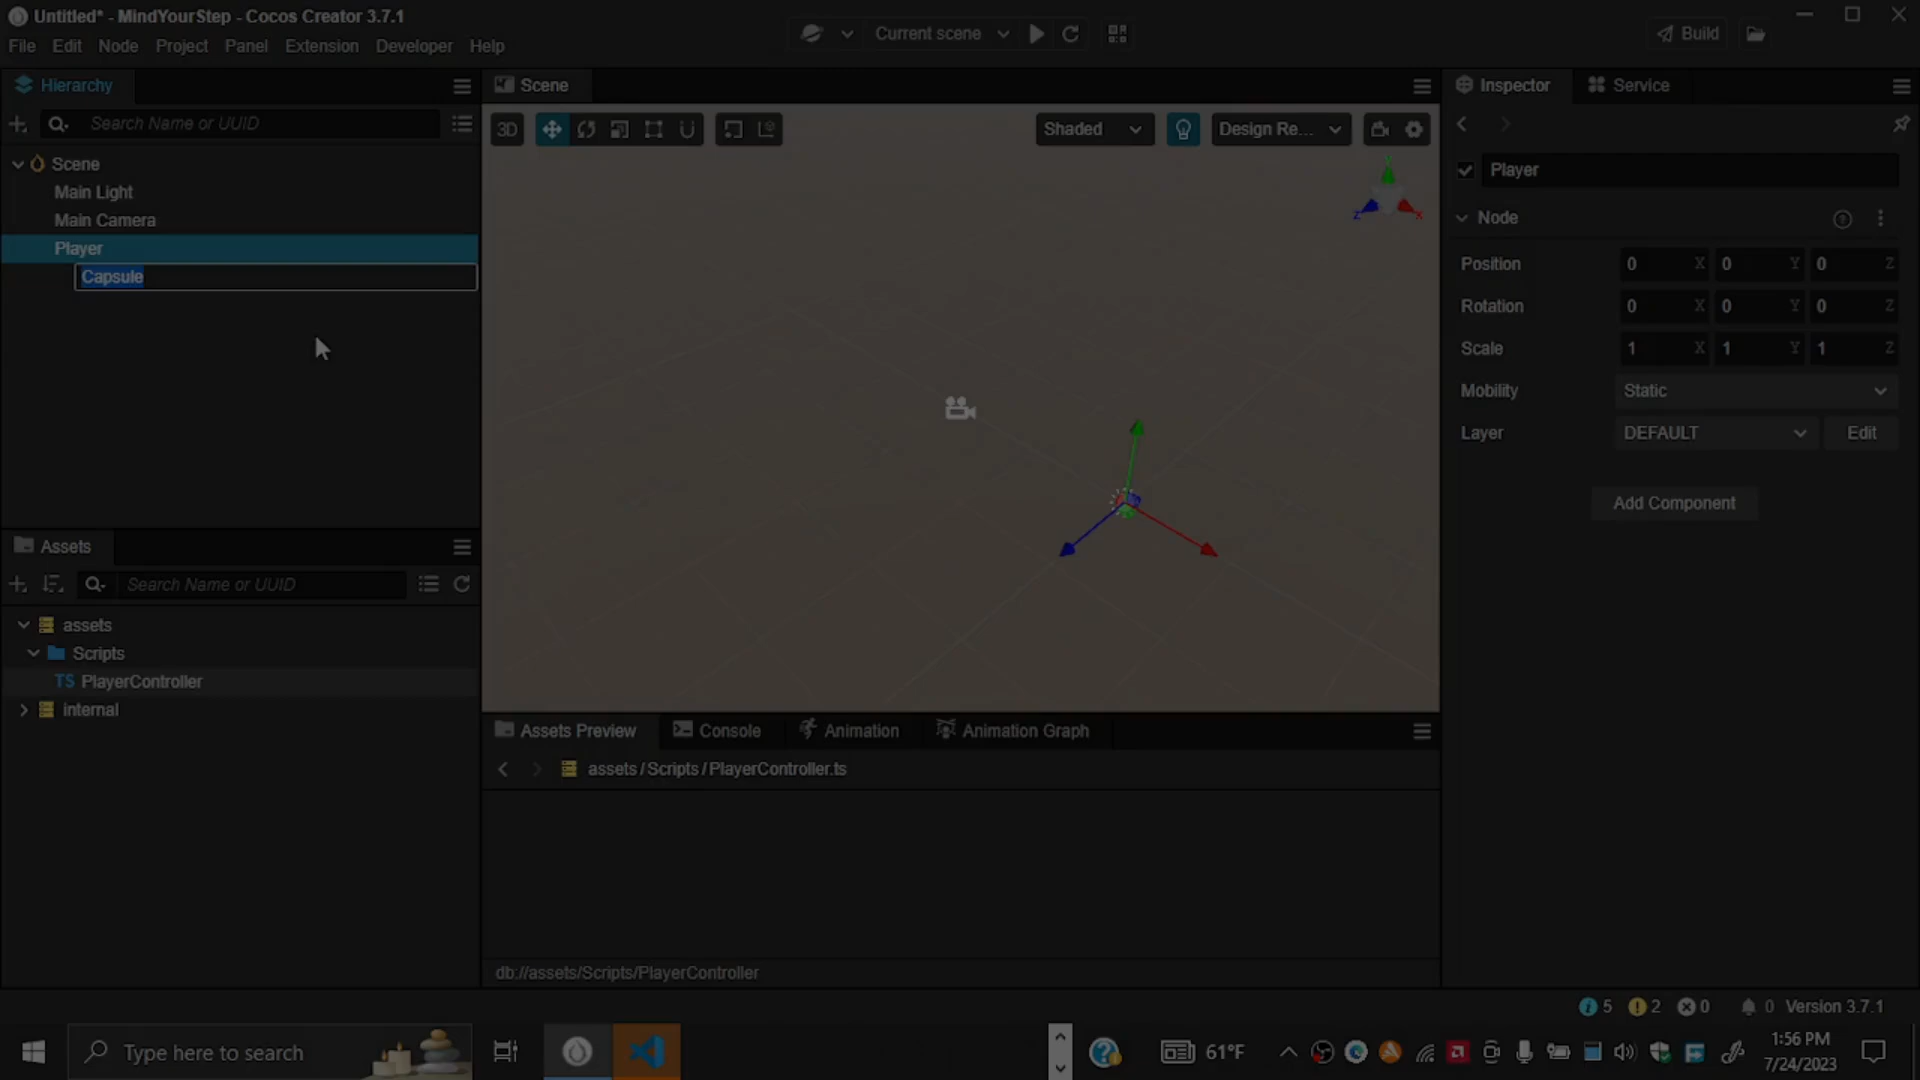 Untitled* - MindYourStep - Cocos Creator 3.7.1
File Edit Node Project Panel Extension Developer Help
Current scene
Build
Hierarchy
Search Name or UUID
Scene
Main Light
Main Camera
Player
Capsule
Assets
Search Name or UUID
assets
Scripts
TS PlayerController
internal
Scene
3D
Shaded
Design Re...
Y
Z
X
Assets Preview Console Animation Animation Graph
assets / Scripts / PlayerController.ts
db://assets/Scripts/PlayerController
Inspector Service
Player
Node
Position 0 X 0 Y 0 Z
Rotation 0 X 0 Y 0 Z
Scale 1 X 1 Y 1 Z
Mobility Static
Layer DEFAULT Edit
Add Component
5 2 0 0 Version 3.7.1
Type here to search
61°F
1:56 PM
7/24/2023